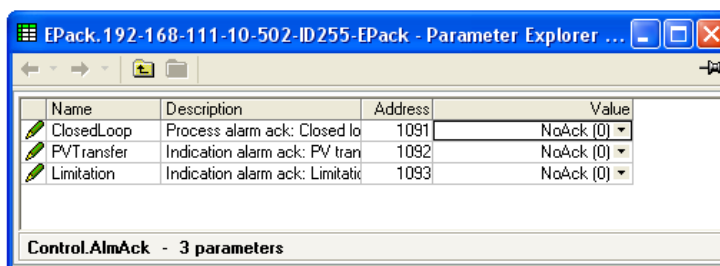 EPack.192-168-111-10-502-ID255-EPack - Parameter Explorer ...
Name Description Address Value
ClosedLoop Process alarm ack: Closed lo 1091 NoAck (0)
PVTransfer Indication alarm ack: PV tran 1092 NoAck (0)
Limitation Indication alarm ack: Limitatic 1093 NoAck (0)
Control.AlmAck - 3 parameters